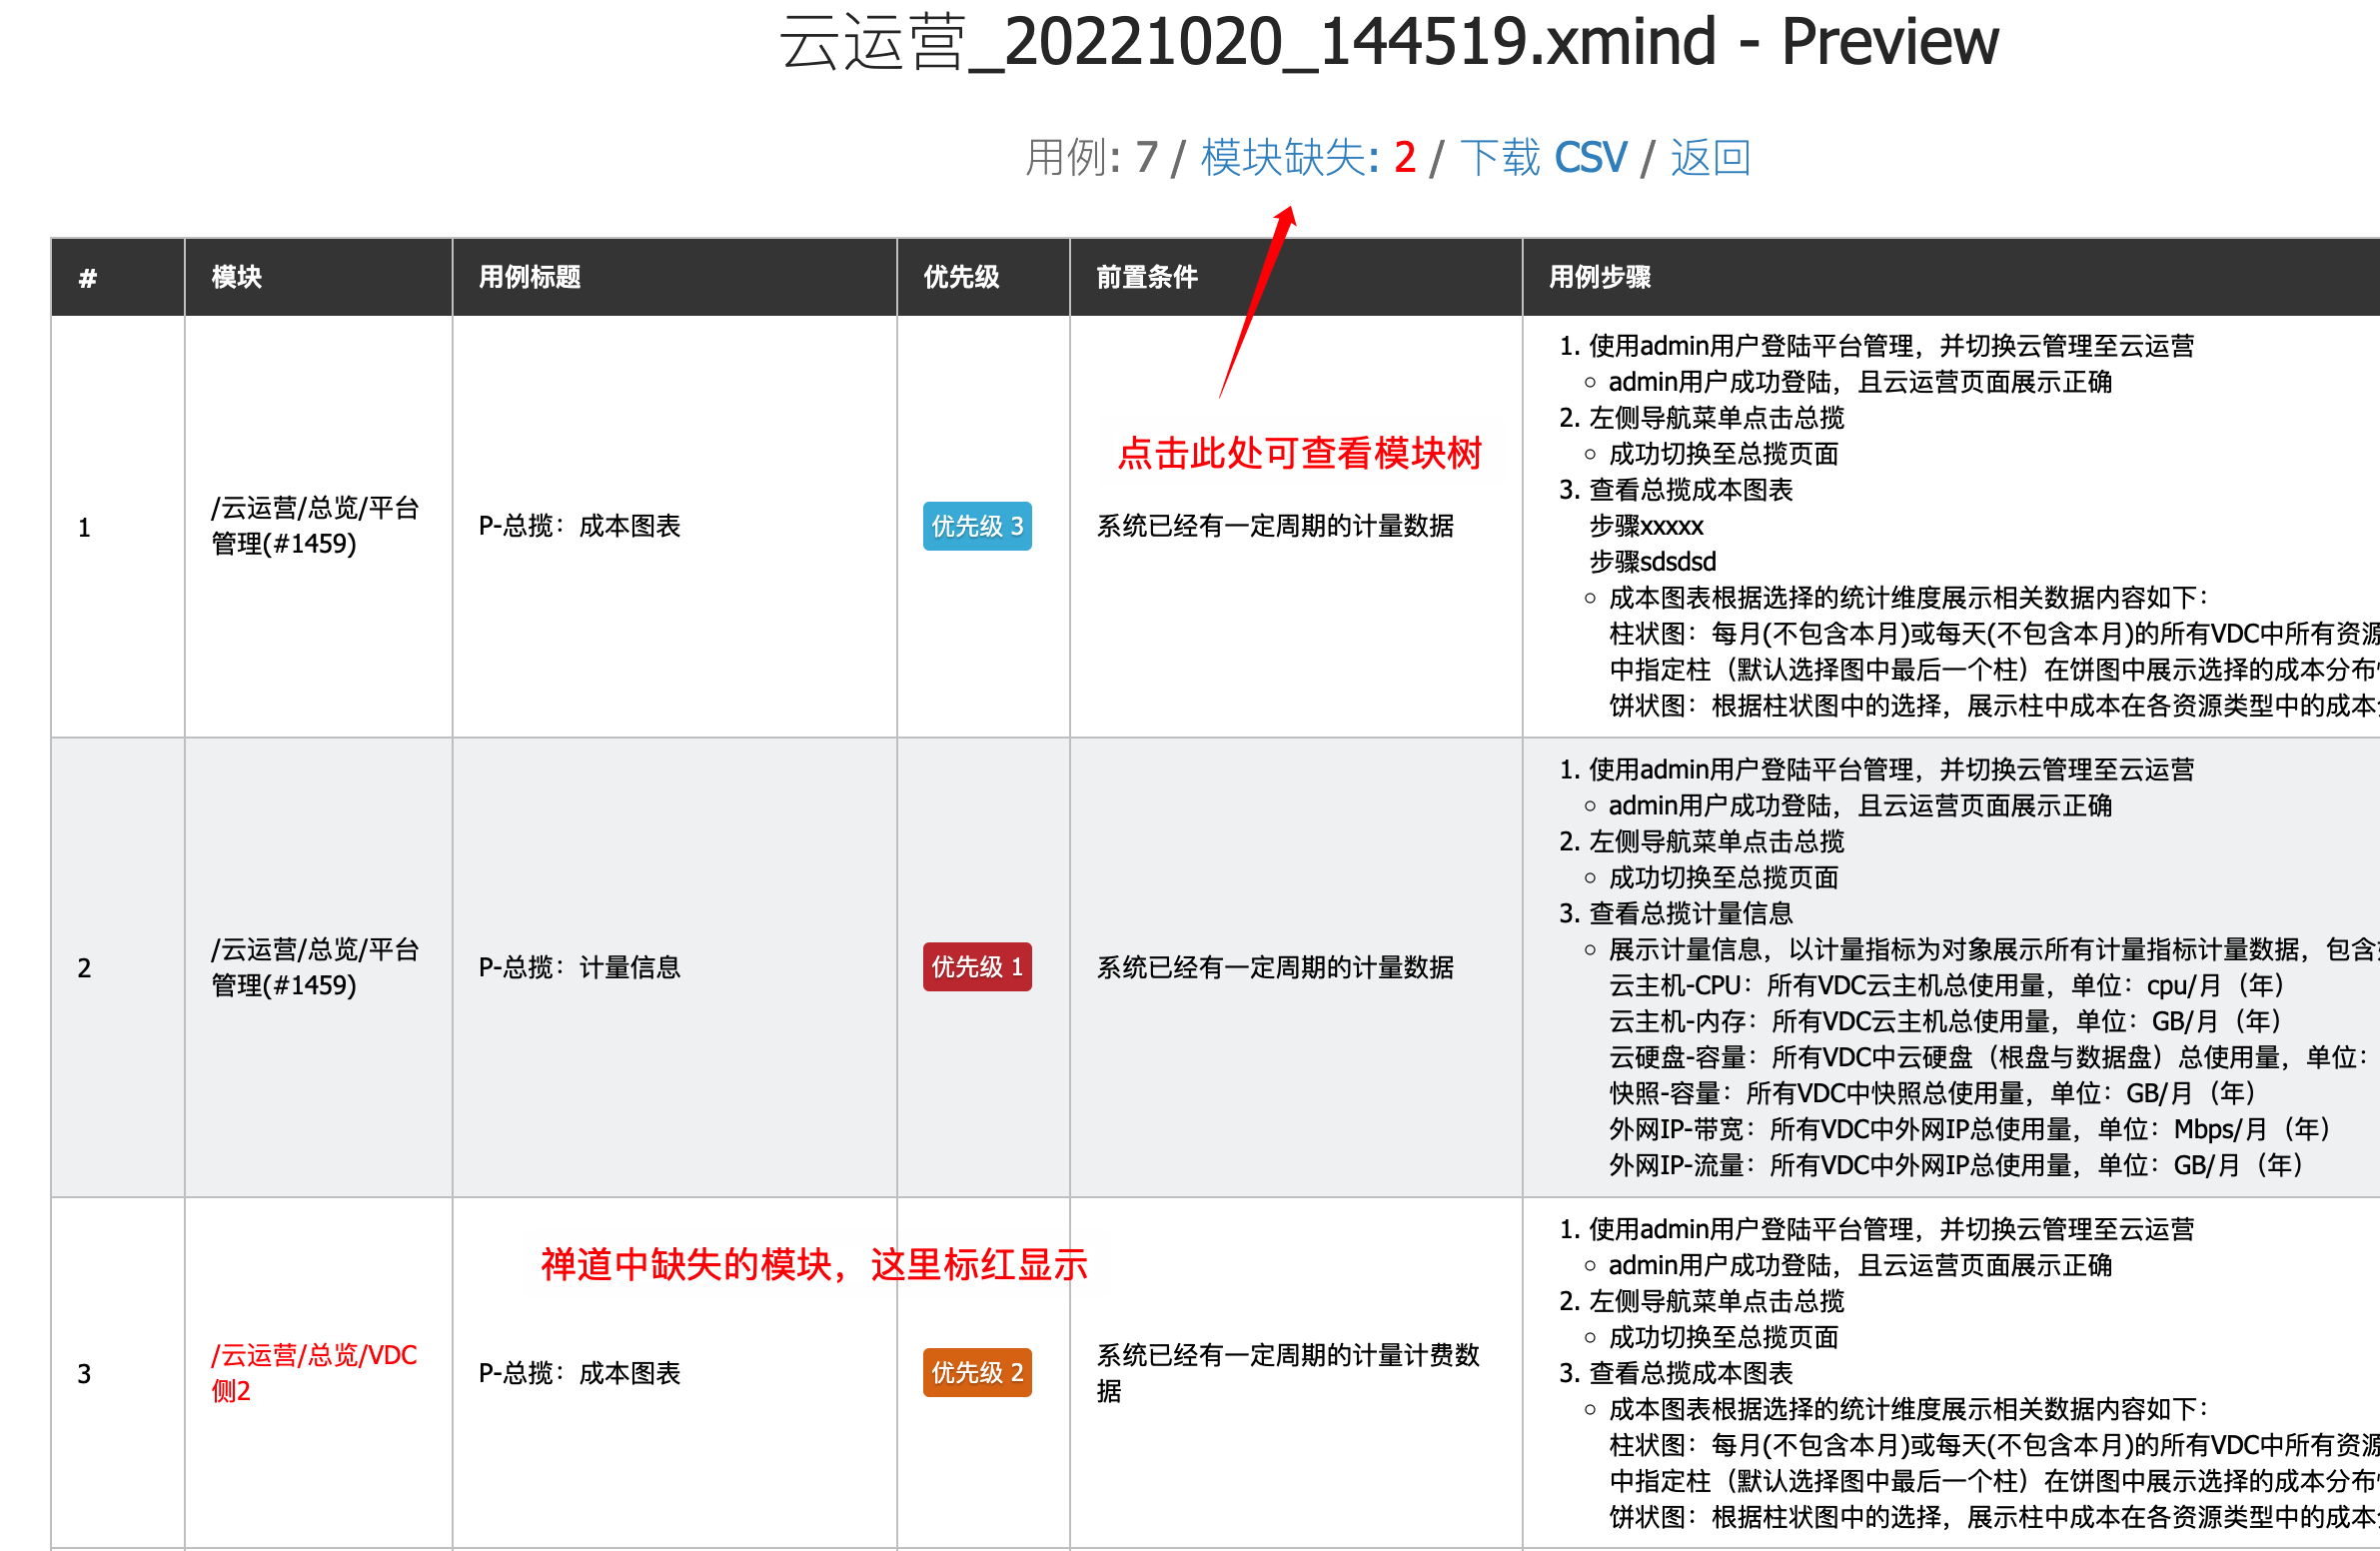 云运营_20221020_144519.xmind - Preview
用例: 7 / 模块缺失: 2 / 下载 CSV / 返回
# 模块 用例标题 优先级 前置条件 用例步骤
点击此处可查看模块树
1
/云运营/总览/平台
管理(#1459)
P-总揽：成本图表
优先级 3
系统已经有一定周期的计量数据
1. 使用admin用户登陆平台管理，并切换云管理至云运营
admin用户成功登陆，且云运营页面展示正确
2. 左侧导航菜单点击总揽
成功切换至总揽页面
3. 查看总揽成本图表
步骤xxxxx
步骤sdsdsd
成本图表根据选择的统计维度展示相关数据内容如下：
柱状图：每月(不包含本月)或每天(不包含本月)的所有VDC中所有资源
中指定柱（默认选择图中最后一个柱）在饼图中展示选择的成本分布
饼状图：根据柱状图中的选择，展示柱中成本在各资源类型中的成本
2
/云运营/总览/平台
管理(#1459)
P-总揽：计量信息
优先级 1
系统已经有一定周期的计量数据
1. 使用admin用户登陆平台管理，并切换云管理至云运营
admin用户成功登陆，且云运营页面展示正确
2. 左侧导航菜单点击总揽
成功切换至总揽页面
3. 查看总揽计量信息
展示计量信息，以计量指标为对象展示所有计量指标计量数据，包含
云主机-CPU：所有VDC云主机总使用量，单位：cpu/月（年）
云主机-内存：所有VDC云主机总使用量，单位：GB/月（年）
云硬盘-容量：所有VDC中云硬盘（根盘与数据盘）总使用量，单位：
快照-容量：所有VDC中快照总使用量，单位：GB/月（年）
外网IP-带宽：所有VDC中外网IP总使用量，单位：Mbps/月（年）
外网IP-流量：所有VDC中外网IP总使用量，单位：GB/月（年）
禅道中缺失的模块，这里标红显示
3
/云运营/总览/VDC
侧2
P-总揽：成本图表
优先级 2
系统已经有一定周期的计量计费数
据
1. 使用admin用户登陆平台管理，并切换云管理至云运营
admin用户成功登陆，且云运营页面展示正确
2. 左侧导航菜单点击总揽
成功切换至总揽页面
3. 查看总揽成本图表
成本图表根据选择的统计维度展示相关数据内容如下：
柱状图：每月(不包含本月)或每天(不包含本月)的所有VDC中所有资源
中指定柱（默认选择图中最后一个柱）在饼图中展示选择的成本分布
饼状图：根据柱状图中的选择，展示柱中成本在各资源类型中的成本